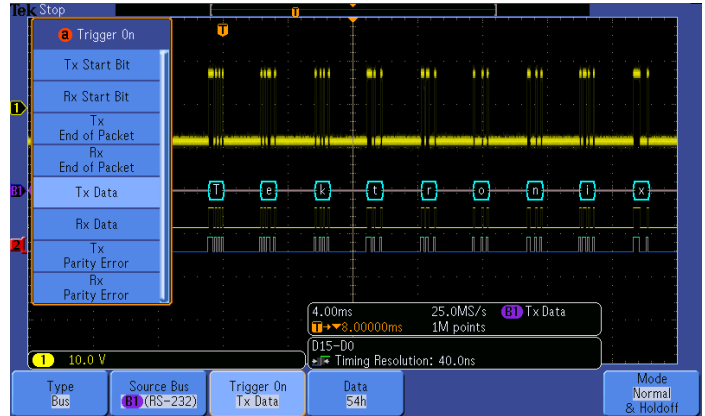 Tek Stop
T
a Trigger On
T
Tx Start Bit
Rx Start Bit
1
Tx
End of Packet
Rx
End of Packet
B1
Tx Data
T e k t r o n i x
Rx Data
2
Tx
Parity Error
Rx
Parity Error
4.00ms 25.0MS/s B1 Tx Data
T→▼8.00000ms 1M points
D15-D0
Timing Resolution: 40.0ns
1 10.0 V
Type
Bus
Source Bus
B1 (RS-232)
Trigger On
Tx Data
Data
54h
Mode
Normal
& Holdoff